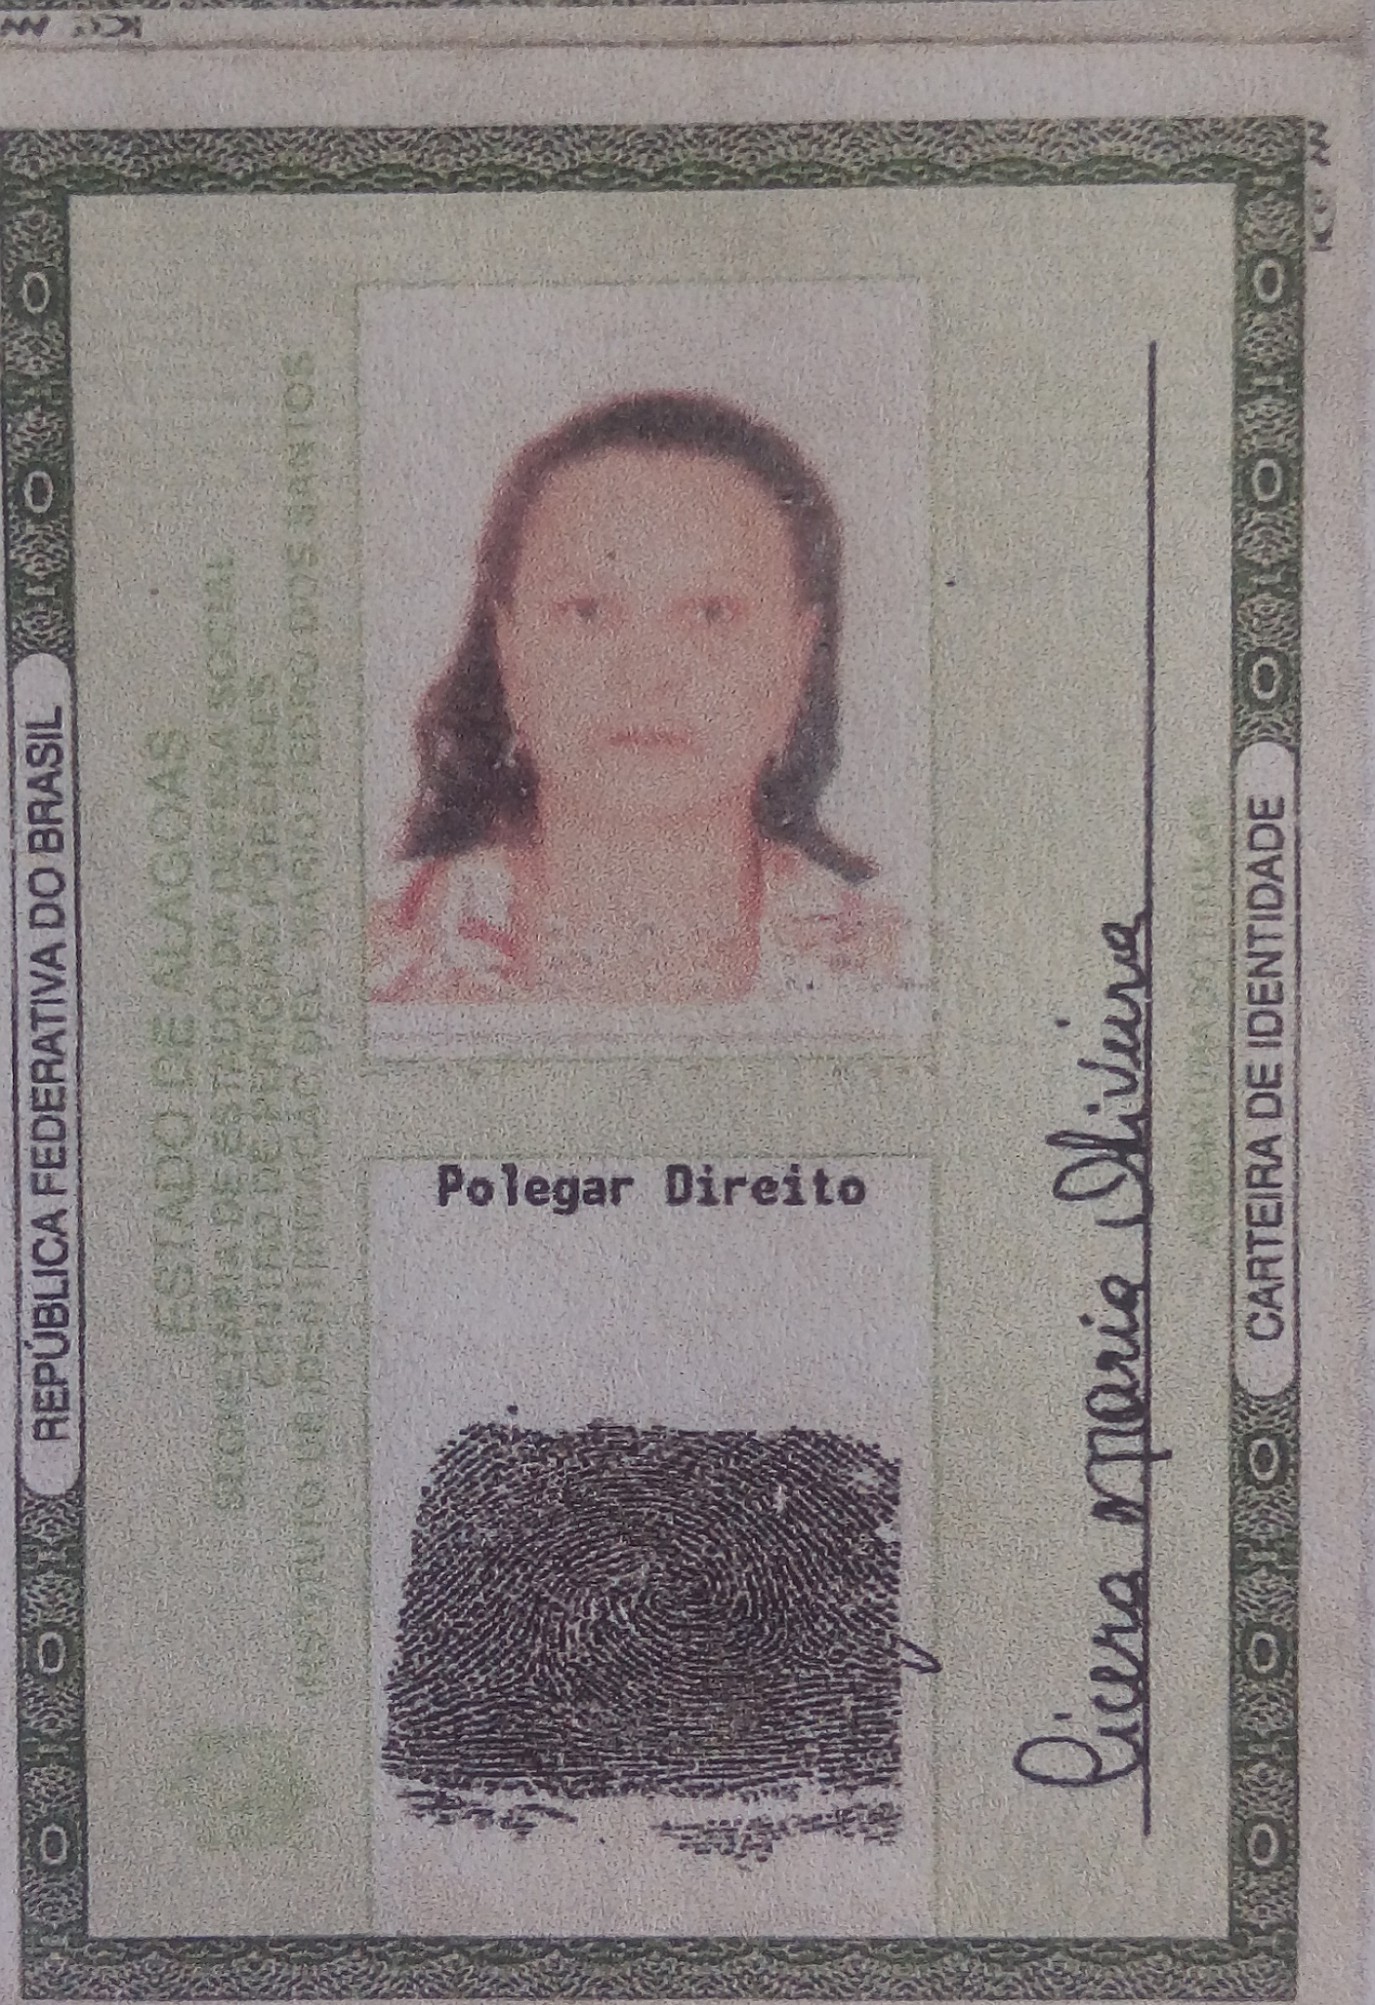 REPÚBLICA FEDERATIVA DO BRASIL
ESTADO DE ALAGOAS
SECRETARIA DE ESTADO DA DEFESA SOCIAL
CENTRO DE PERÍCIAS FORENSES
INSTITUTO DE IDENTIFICAÇÃO DEL. MÁRIO PEDRO DOS SANTOS
Polegar Direito
Cicera Maria Oliveira
ASSINATURA DO TITULAR
CARTEIRA DE IDENTIDADE